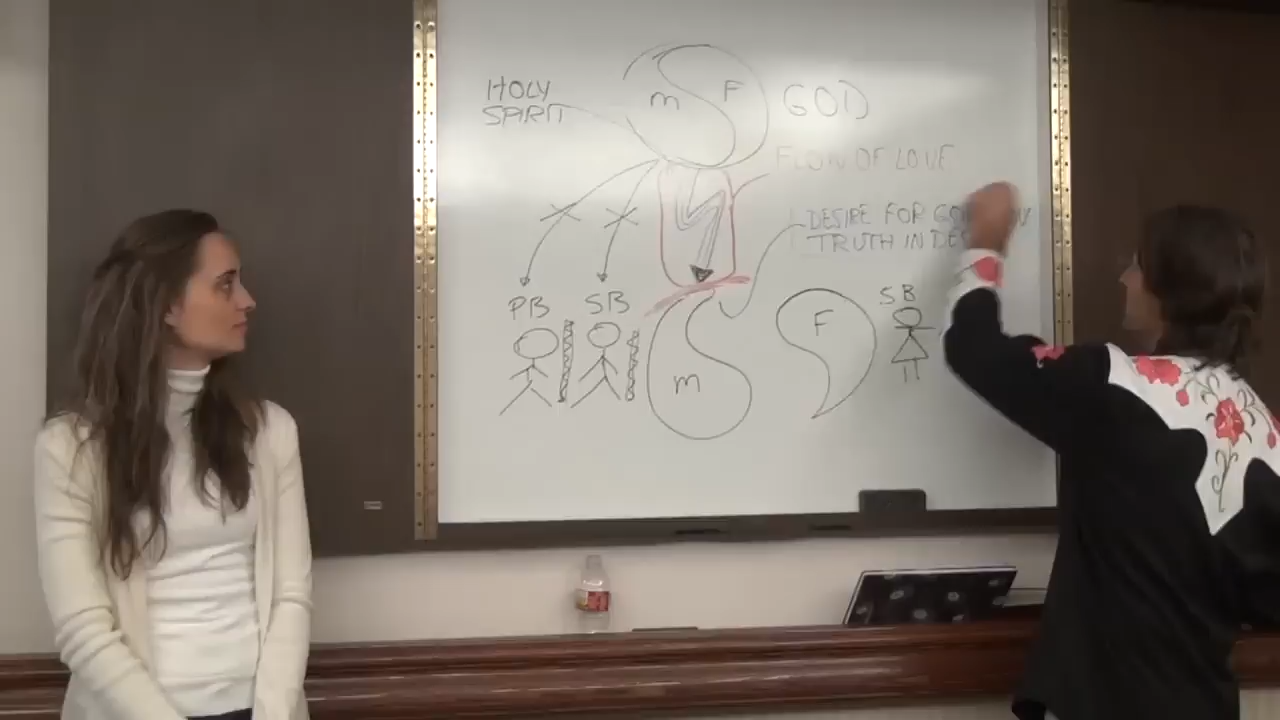 HOLY
SPIRIT
M F
GOD
FLOW OF LOVE
DESIRE FOR
TRUTH IN
PB SB
M
F
SB